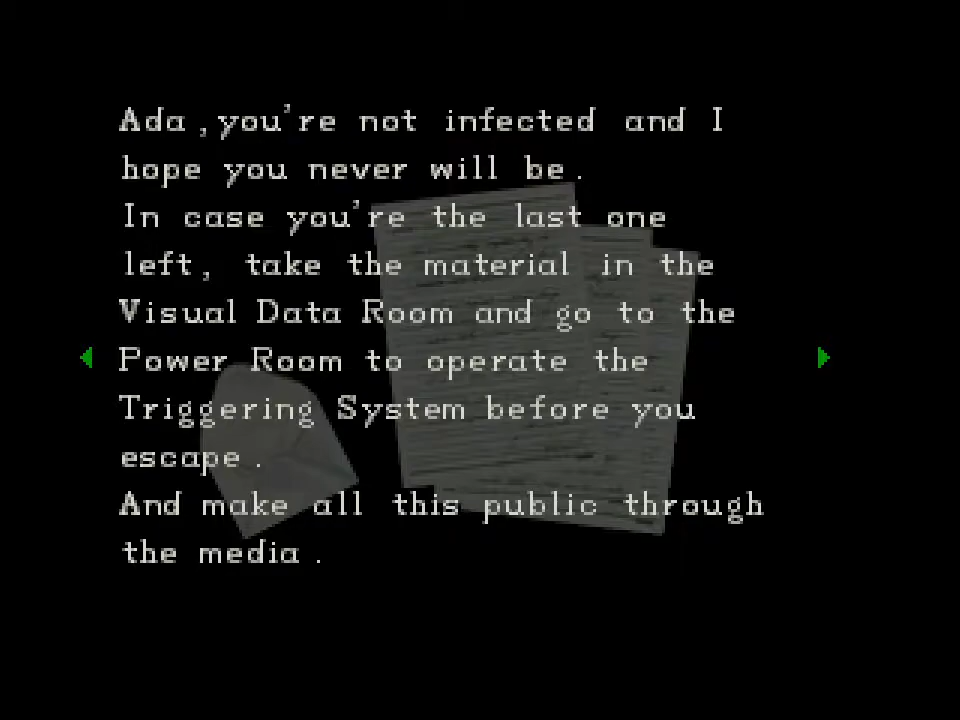 Ada ,you're not infected and I
hope you never will be .
In case you're the last one
left, take the material in the
Visual Data Room and go to the
Power Room to operate the
Triggering System before you
escape .
And make all this public through
the media .